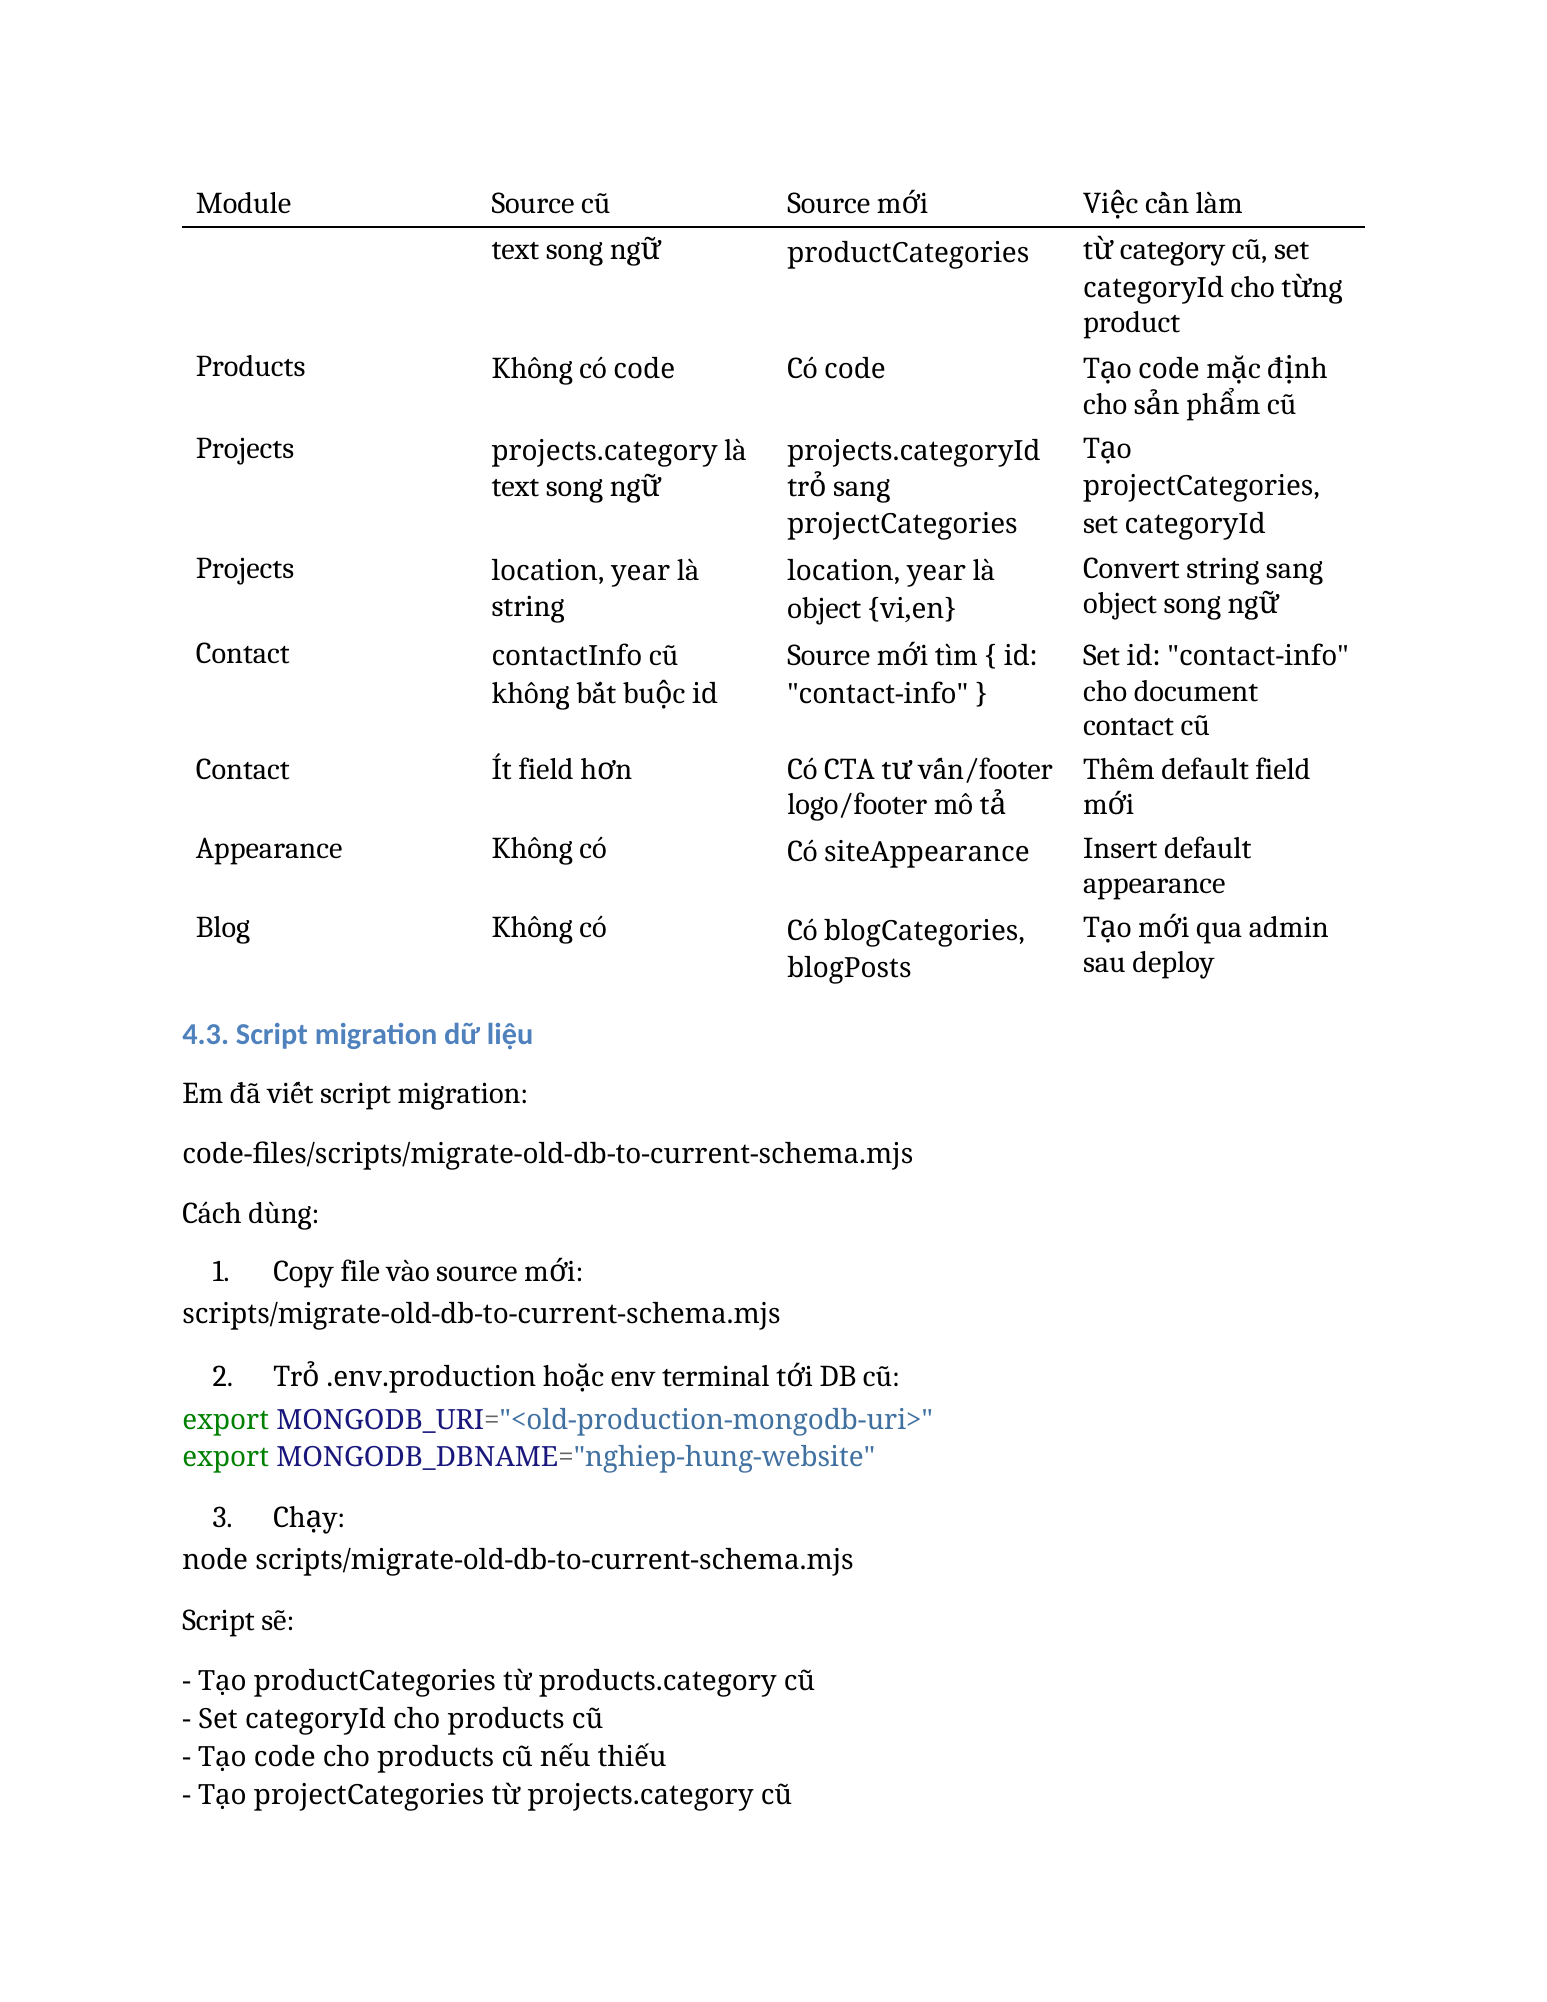 Module Source cũ Source mới Việc cần làm
text song ngữ productCategories từ category cũ, set
categoryId cho từng
product
Products Không có code Có code Tạo code mặc định
cho sản phẩm cũ
Projects projects.category là projects.categoryId Tạo
text song ngữ trỏ sang projectCategories,
projectCategories set categoryId
Projects location, year là location, year là Convert string sang
string object {vi,en} object song ngữ
Contact contactInfo cũ Source mới tìm { id: Set id: "contact-info"
không bắt buộc id "contact-info" } cho document
contact cũ
Contact Ít field hơn Có CTA tư vấn/footer Thêm default field
logo/footer mô tả mới
Appearance Không có Có siteAppearance Insert default
appearance
Blog Không có Có blogCategories, Tạo mới qua admin
blogPosts sau deploy
4.3. Script migration dữ liệu
Em đã viết script migration:
code-files/scripts/migrate-old-db-to-current-schema.mjs
Cách dùng:
1. Copy file vào source mới:
scripts/migrate-old-db-to-current-schema.mjs
2. Trỏ .env.production hoặc env terminal tới DB cũ:
export MONGODB_URI="<old-production-mongodb-uri>"
export MONGODB_DBNAME="nghiep-hung-website"
3. Chạy:
node scripts/migrate-old-db-to-current-schema.mjs
Script sẽ:
- Tạo productCategories từ products.category cũ
- Set categoryId cho products cũ
- Tạo code cho products cũ nếu thiếu
- Tạo projectCategories từ projects.category cũ